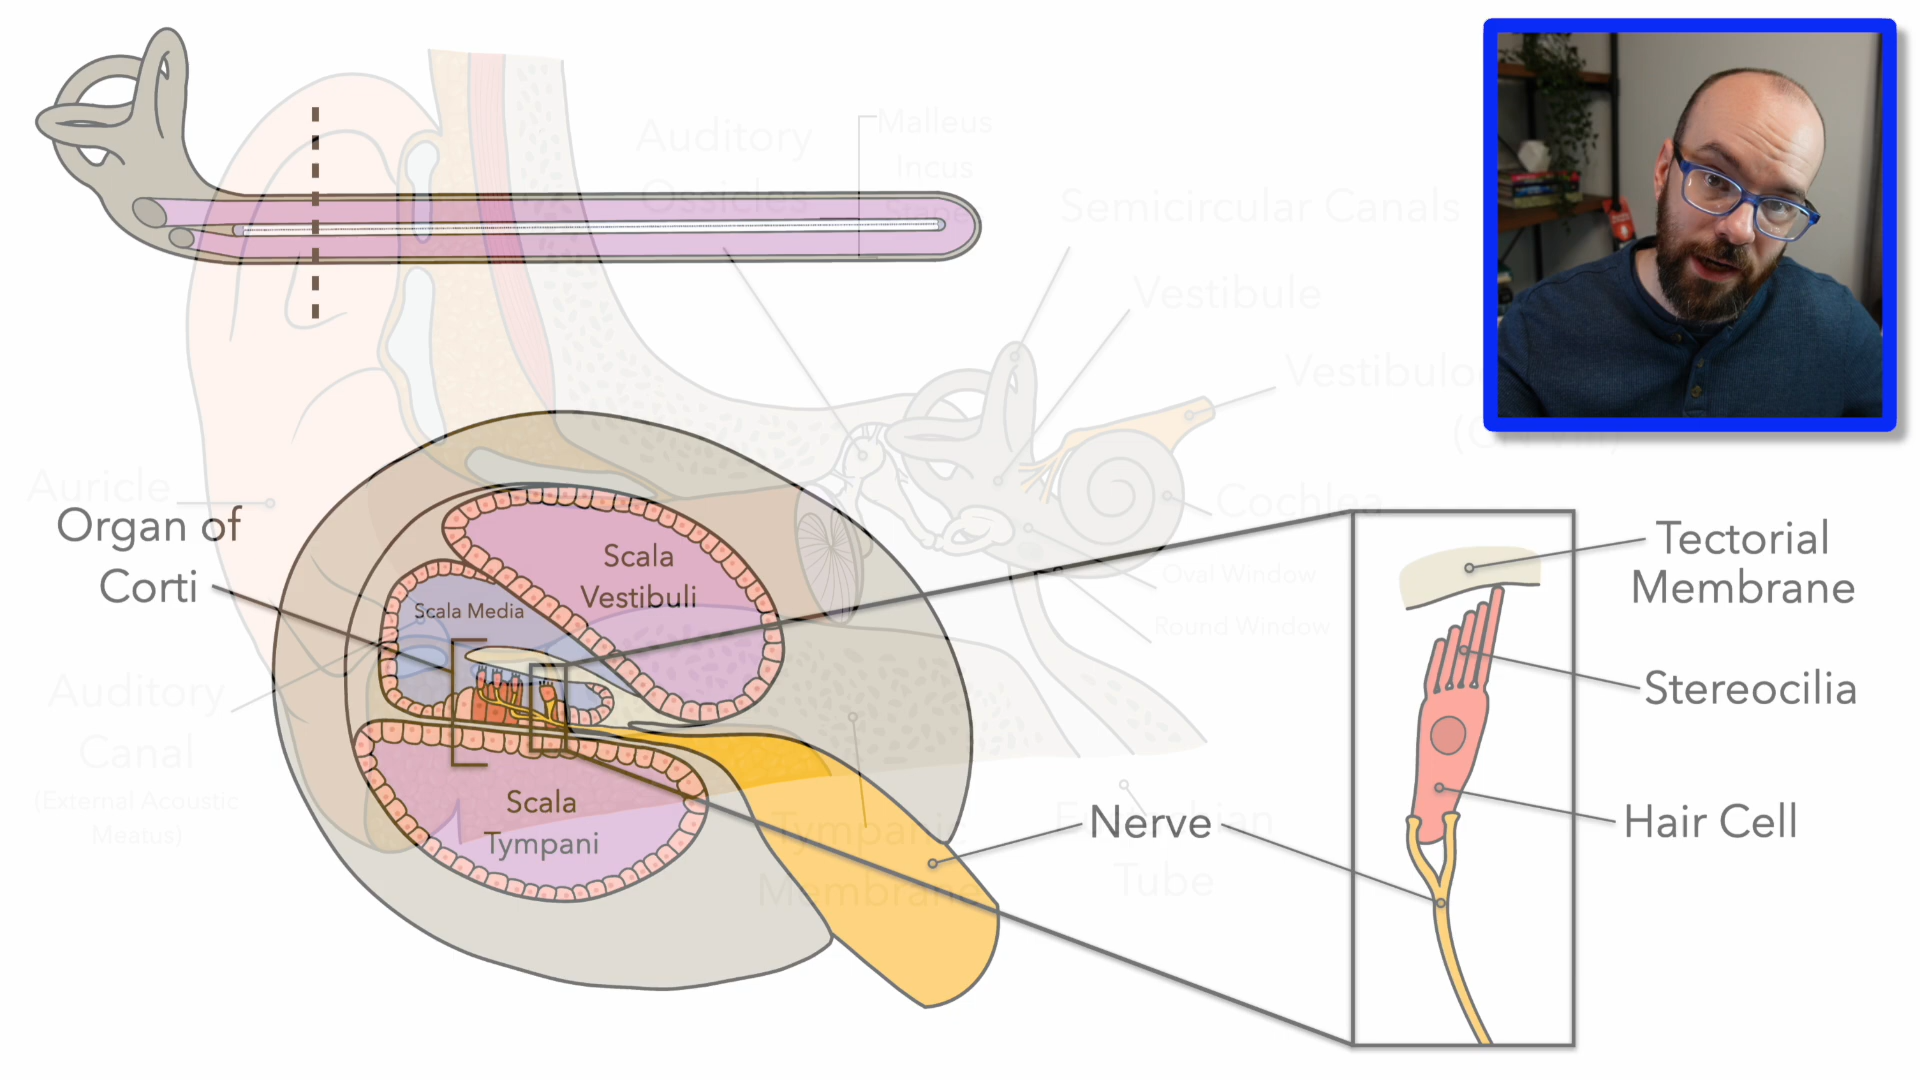 Auditory
Ossicles
Malleus
Incus
Stapes
Semicircular Canals
Vestibule
Auricle
Organ of
Corti
Cochlea
Scala
Vestibuli
Scala Media
Oval Window
Round Window
Tectorial
Membrane
Stereocilia
Auditory
Canal
(External Acoustic
Meatus)
Scala
Tympani
Tympanic
Membrane
Nerve
Tube
Hair Cell